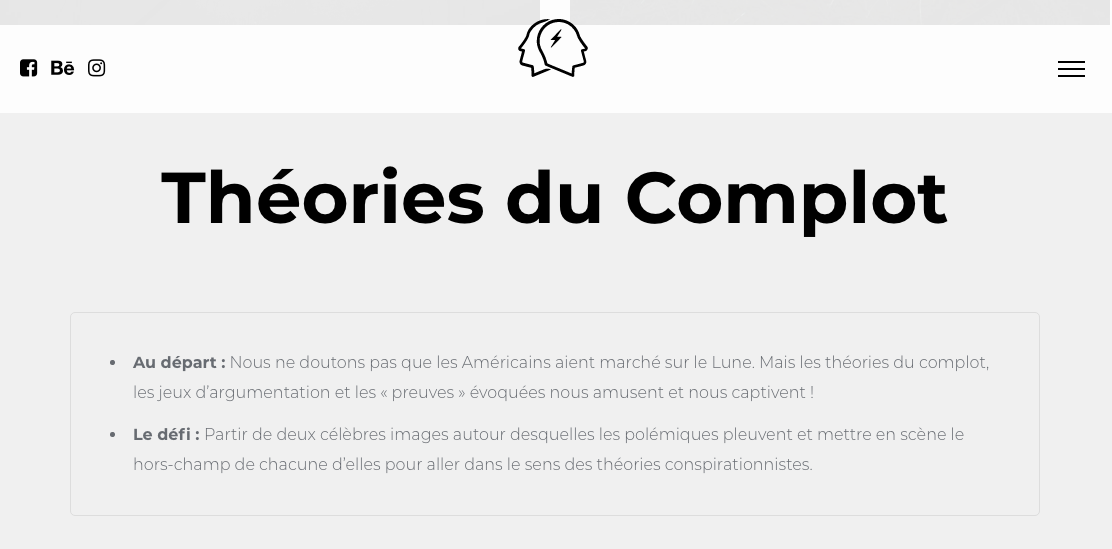 Bē
Théories du Complot
• Au départ : Nous ne doutons pas que les Américains aient marché sur le Lune. Mais les théories du complot,
les jeux d’argumentation et les « preuves » évoquées nous amusent et nous captivent !
• Le défi : Partir de deux célèbres images autour desquelles les polémiques pleuvent et mettre en scène le
hors-champ de chacune d’elles pour aller dans le sens des théories conspirationnistes.